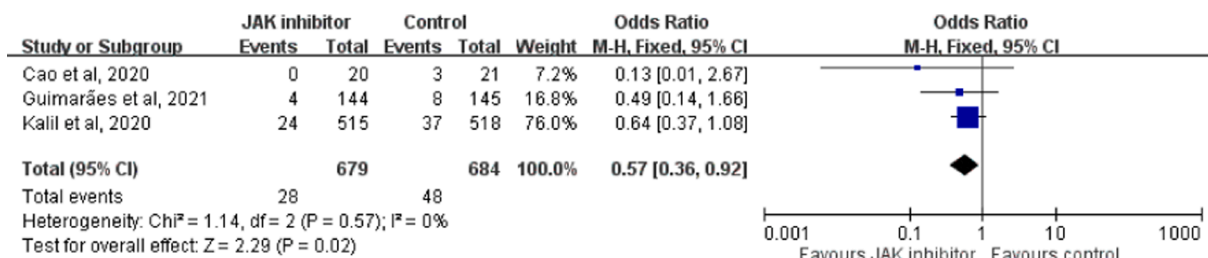 JAK inhibitor Control Odds Ratio Odds Ratio
Study or Subgroup Events Total Events Total Weight M-H, Fixed, 95% CI M-H, Fixed, 95% CI
Cao et al, 2020 0 20 3 21 7.2% 0.13 [0.01, 2.67]
Guimarães et al, 2021 4 144 8 145 16.8% 0.49 [0.14, 1.66]
Kalil et al, 2020 24 515 37 518 76.0% 0.64 [0.37, 1.08]
Total (95% CI) 679 684 100.0% 0.57 [0.36, 0.92]
Total events 28 48
Heterogeneity: Chi² = 1.14, df = 2 (P = 0.57); I² = 0%
Test for overall effect: Z = 2.29 (P = 0.02)
0.001 0.1 1 10 1000
Favours JAK inhibitor Favours control